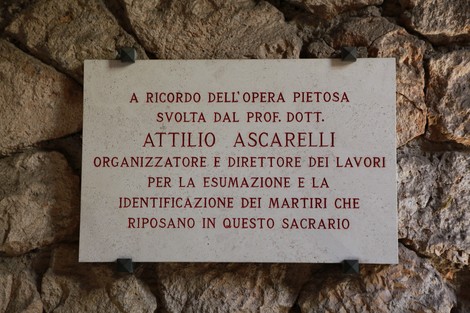 A RICORDO DELL'OPERA PIETOSA
SVOLTA DAL PROF. DOTT.
ATTILIO ASCARELLI
ORGANIZZATORE E DIRETTORE DEI LAVORI
PER LA ESUMAZIONE E LA
IDENTIFICAZIONE DEI MARTIRI CHE
RIPOSANO IN QUESTO SACRARIO